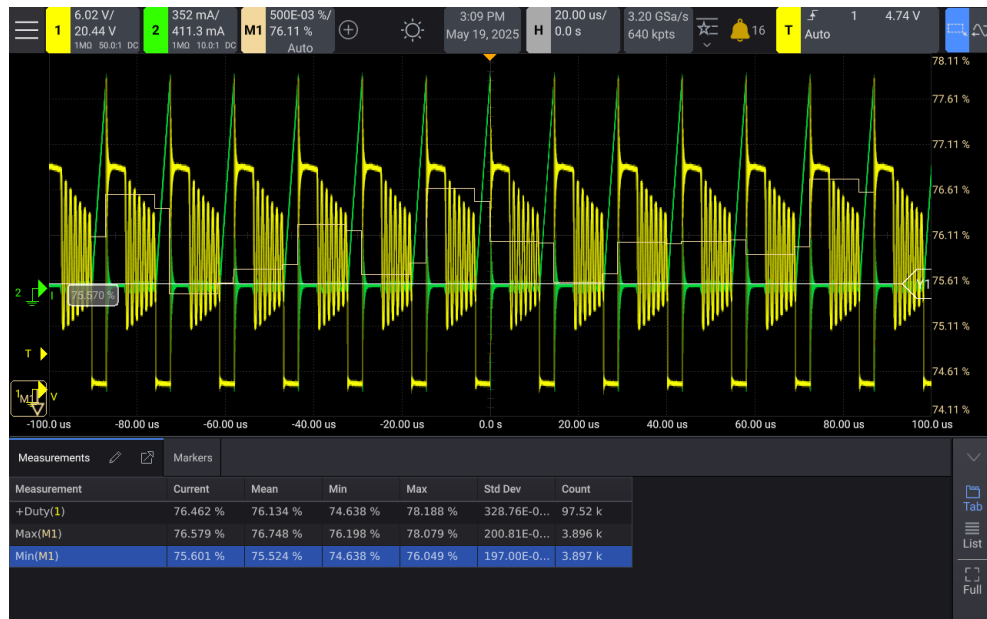 6.02 V/ 352 mA/ 500E-03 %/ 3:09 PM 20.00 us/ 3.20 GSa/s 1 4.74 V
1 20.44 V 2 411.3 mA M1 76.11 % May 19, 2025 H 0.0 s 640 kpts 16 T Auto
1MΩ 50.0:1 DC 1MΩ 10.0:1 DC Auto
78.11 %
77.61 %
77.11 %
76.61 %
76.11 %
75.61 %
75.11 %
74.61 %
74.11 %
2
I
75.570 %
Y1
T
1
M1
V
-100.0 us -80.00 us -60.00 us -40.00 us -20.00 us 0.0 s 20.00 us 40.00 us 60.00 us 80.00 us 100.0 us
Measurements Markers
Measurement Current Mean Min Max Std Dev Count
+Duty(1) 76.462 % 76.134 % 74.638 % 78.188 % 328.76E-0... 97.52 k
Max(M1) 76.579 % 76.748 % 76.198 % 78.079 % 200.81E-0... 3.896 k
Min(M1) 75.601 % 75.524 % 74.638 % 76.049 % 197.00E-0... 3.897 k
Tab
List
Full